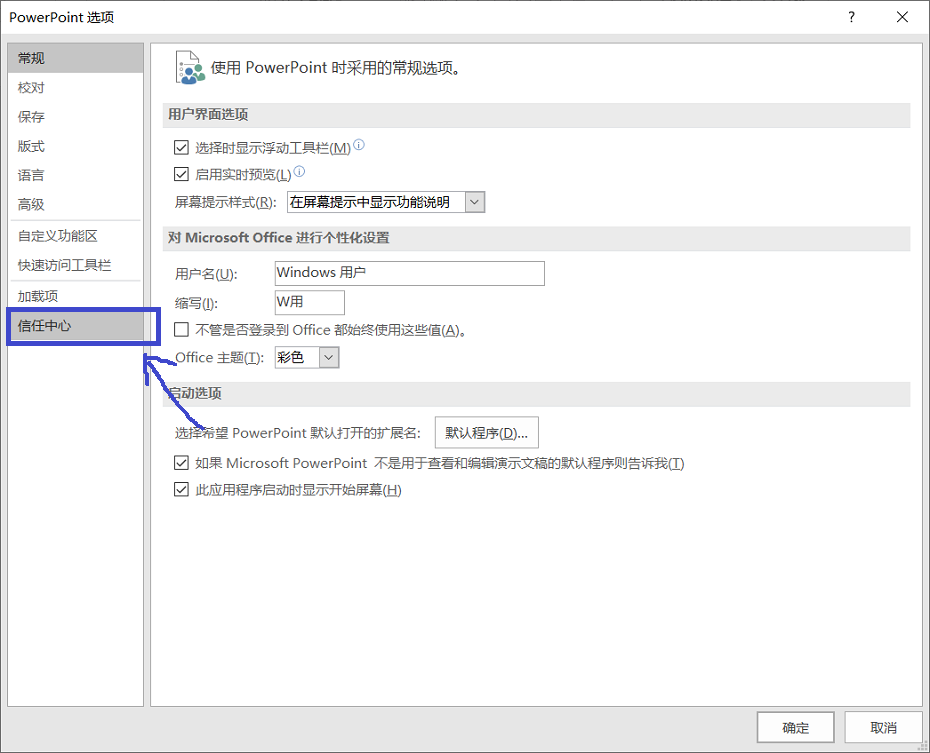 PowerPoint 选项
?
常规
校对
保存
版式
语言
高级
自定义功能区
快速访问工具栏
加载项
信任中心
使用 PowerPoint 时采用的常规选项。
用户界面选项
选择时显示浮动工具栏(M)
启用实时预览(L)
屏幕提示样式(R): 在屏幕提示中显示功能说明
对 Microsoft Office 进行个性化设置
用户名(U): Windows 用户
缩写(I): W用
不管是否登录到 Office 都始终使用这些值(A)。
Office 主题(T): 彩色
启动选项
选择希望 PowerPoint 默认打开的扩展名: 默认程序(D)...
如果 Microsoft PowerPoint 不是用于查看和编辑演示文稿的默认程序则告诉我(T)
此应用程序启动时显示开始屏幕(H)
确定 取消